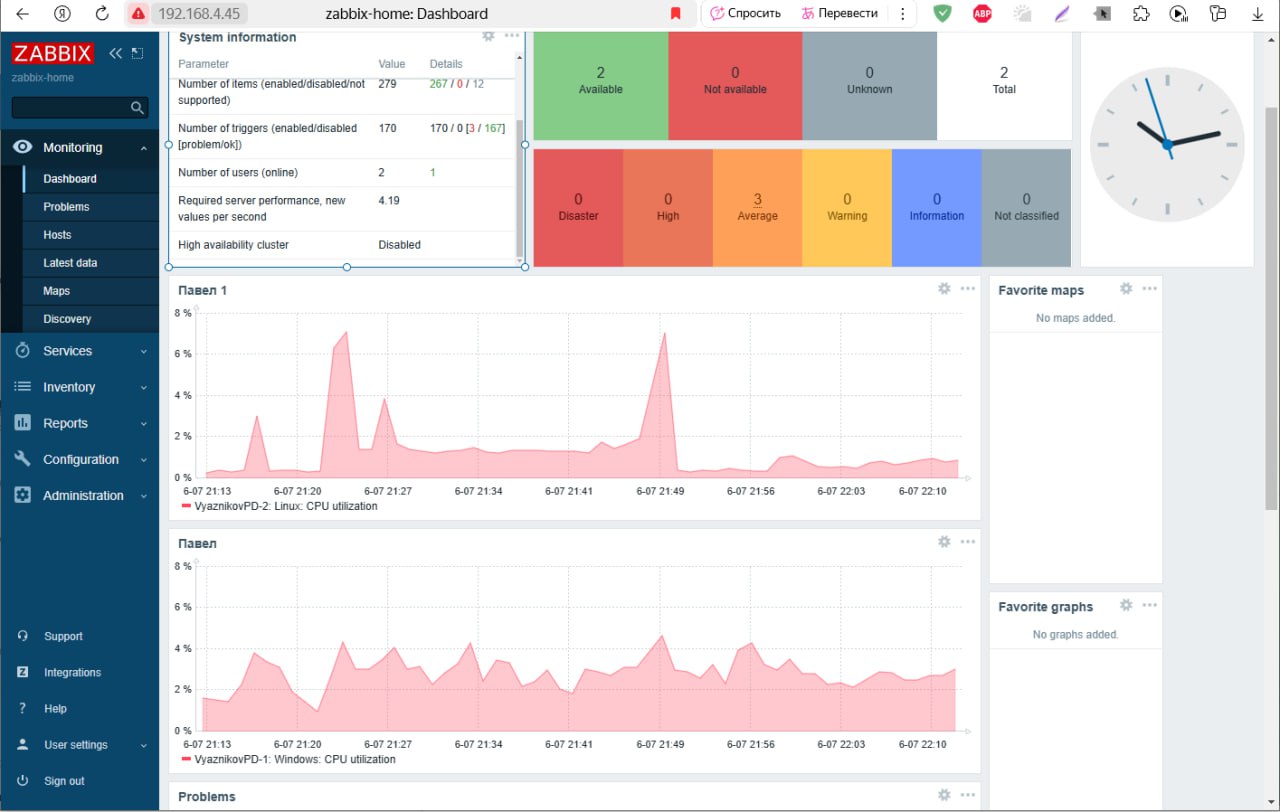 192.168.4.45 zabbix-home: Dashboard Спросить Перевести
ABP
ZABBIX
zabbix-home
Monitoring
Dashboard
Problems
Hosts
Latest data
Maps
Discovery
Services
Inventory
Reports
Configuration
Administration
Support
Integrations
Help
User settings
Sign out
System information
Parameter Value Details
Number of items (enabled/disabled/not 279 267 / 0 / 12
supported)
Number of triggers (enabled/disabled 170 170 / 0 [3 / 167]
[problem/ok])
Number of users (online) 2 1
Required server performance, new 4.19
values per second
High availability cluster Disabled
2 0 0 2
Available Not available Unknown Total
0 0 3 0 0 0
Disaster High Average Warning Information Not classified
Павел 1
8 %
6 %
4 %
2 %
0 %
6-07 21:13 6-07 21:20 6-07 21:27 6-07 21:34 6-07 21:41 6-07 21:49 6-07 21:56 6-07 22:03 6-07 22:10
VyaznikovPD-2: Linux: CPU utilization
Favorite maps
No maps added.
Павел
8 %
6 %
4 %
2 %
0 %
6-07 21:13 6-07 21:20 6-07 21:27 6-07 21:34 6-07 21:41 6-07 21:49 6-07 21:56 6-07 22:03 6-07 22:10
VyaznikovPD-1: Windows: CPU utilization
Favorite graphs
No graphs added.
Problems